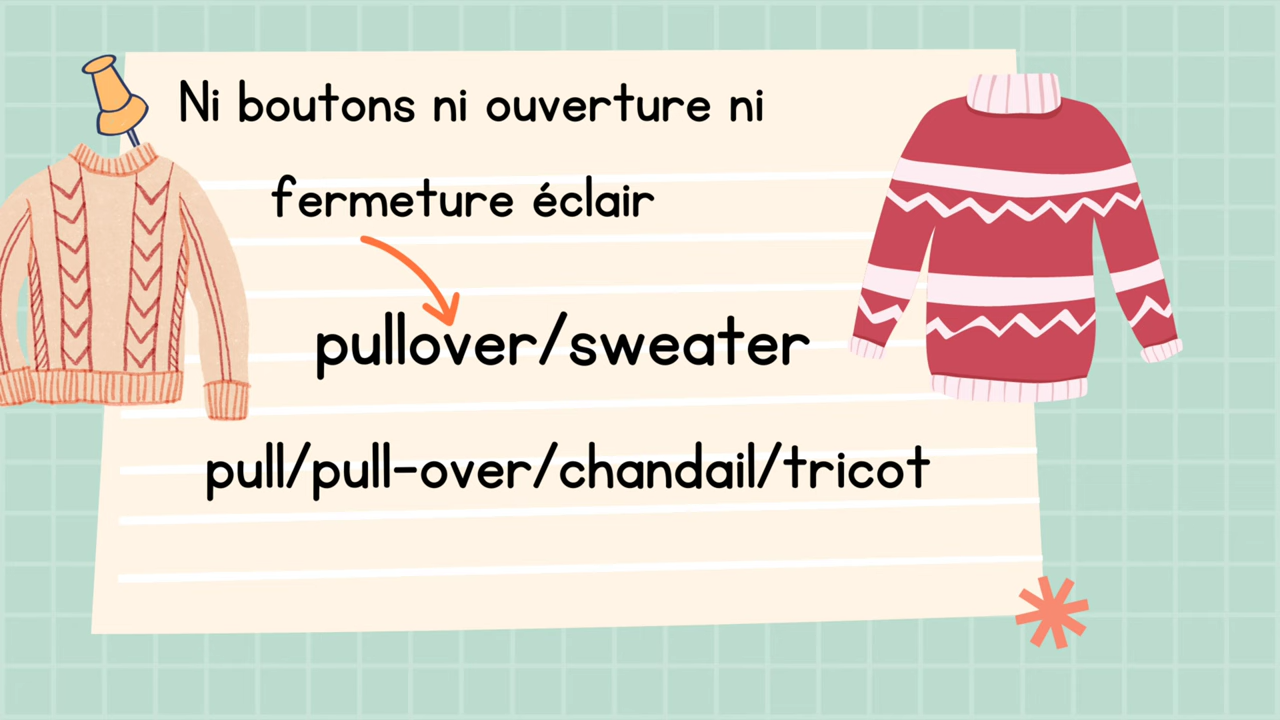 Ni boutons ni ouverture ni
fermeture éclair
pullover/sweater
pull/pull-over/chandail/tricot